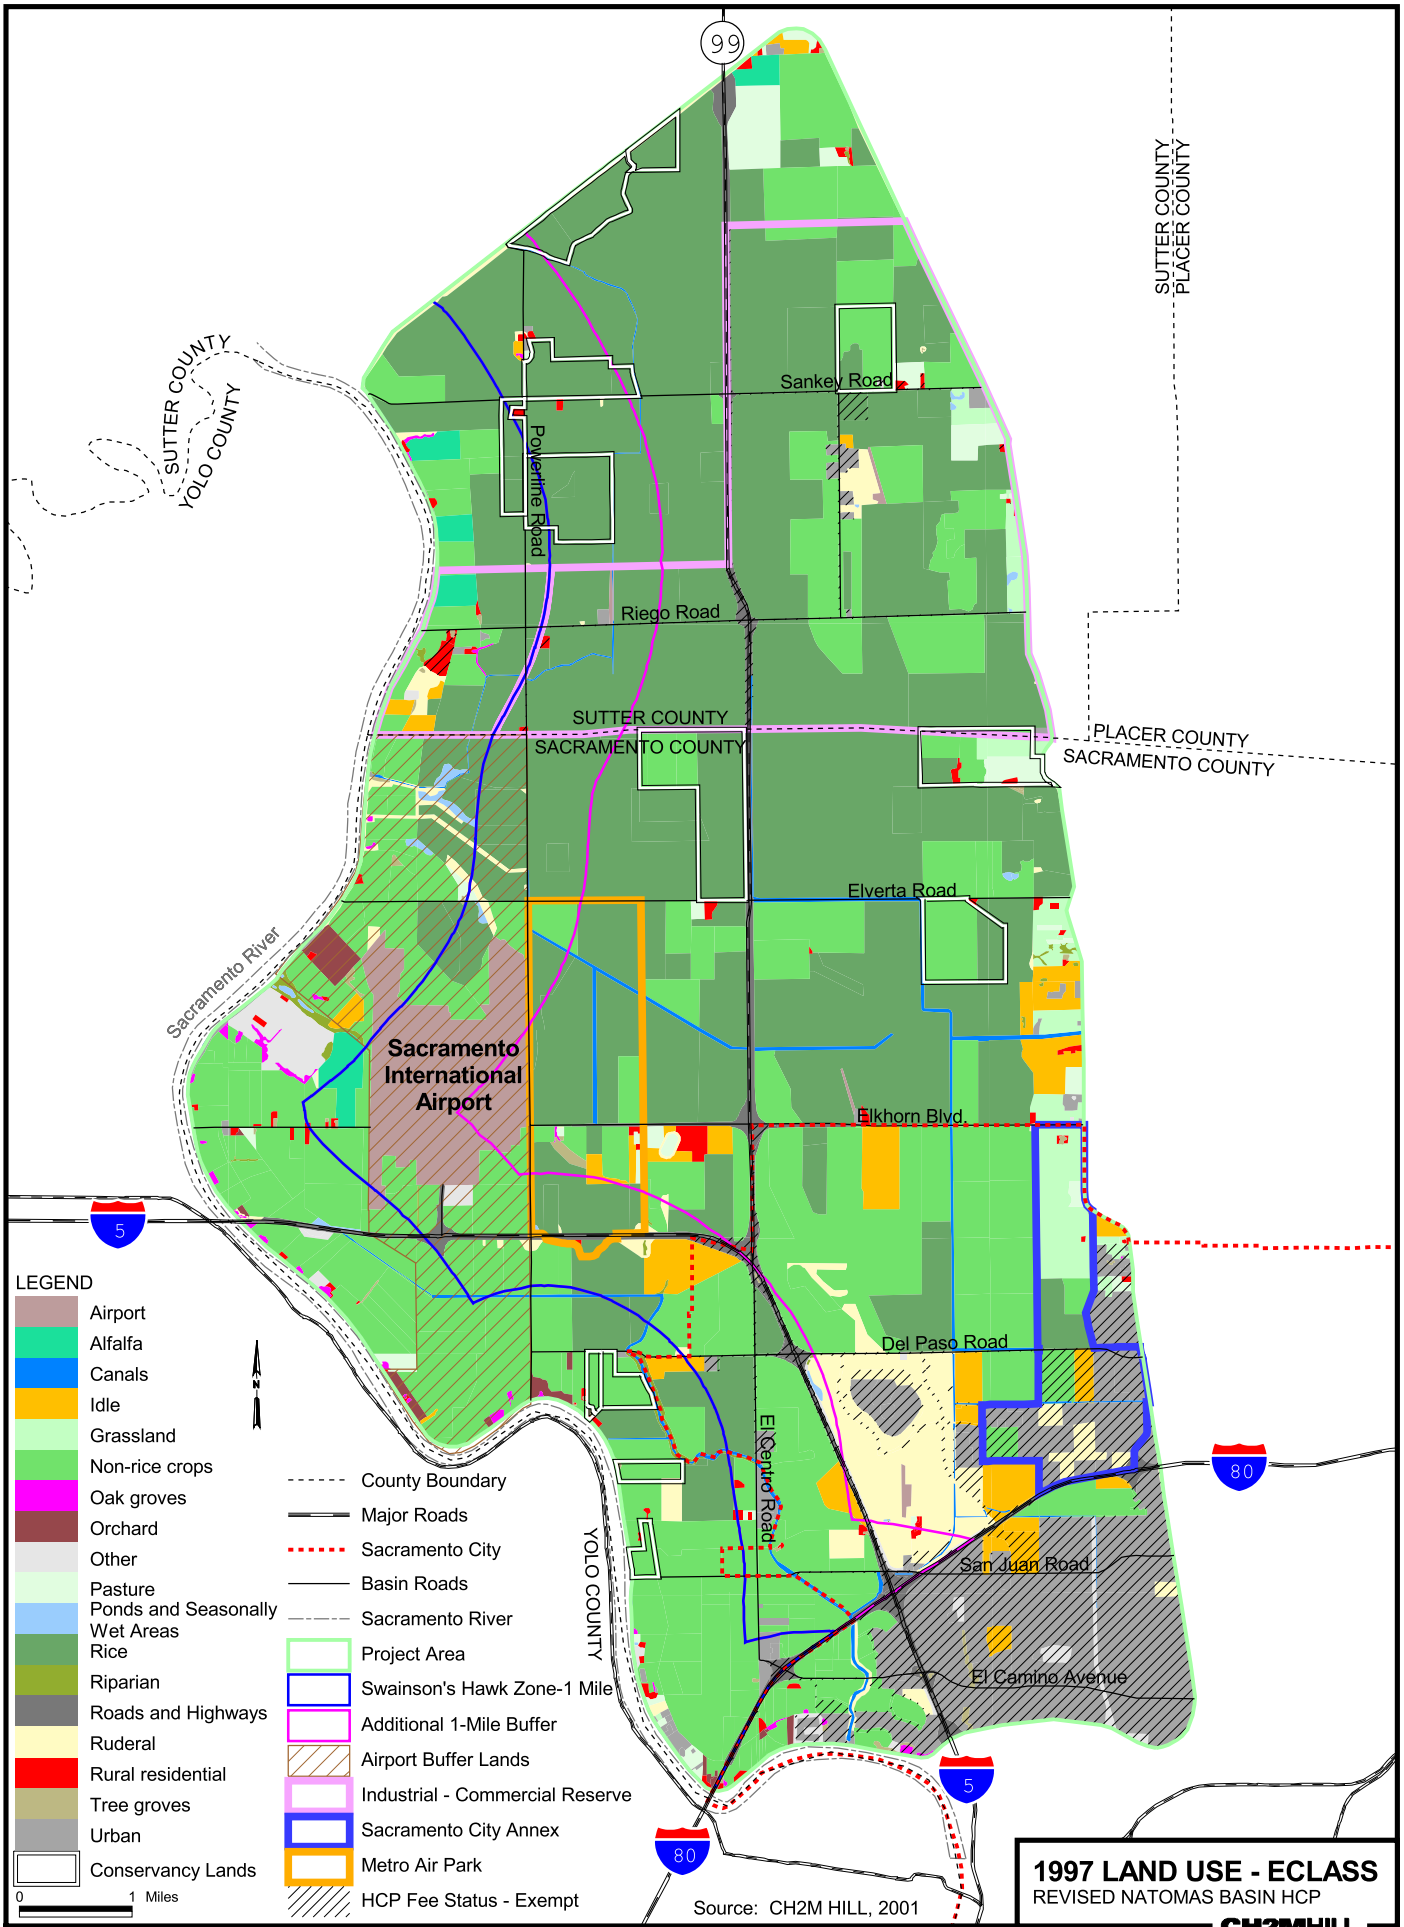 99
SUTTER COUNTY
PLACER COUNTY
SUTTER COUNTY
YOLO COUNTY
Sankey Road
Powerline Road
Riego Road
SUTTER COUNTY
SACRAMENTO COUNTY
PLACER COUNTY
SACRAMENTO COUNTY
Elverta Road
Sacramento River
Sacramento
International
Airport
Elkhorn Blvd.
5
Del Paso Road
El Centro Road
80
San Juan Road
YOLO COUNTY
El Camino Avenue
5
80
LEGEND
Airport
Alfalfa
Canals
Idle
Grassland
Non-rice crops
Oak groves
Orchard
Other
Pasture
Ponds and Seasonally
Wet Areas
Rice
Riparian
Roads and Highways
Ruderal
Rural residential
Tree groves
Urban
Conservancy Lands
0 1 Miles
N
County Boundary
Major Roads
Sacramento City
Basin Roads
Sacramento River
Project Area
Swainson's Hawk Zone-1 Mile
Additional 1-Mile Buffer
Airport Buffer Lands
Industrial - Commercial Reserve
Sacramento City Annex
Metro Air Park
HCP Fee Status - Exempt
Source: CH2M HILL, 2001
1997 LAND USE - ECLASS
REVISED NATOMAS BASIN HCP
CH2MHILL